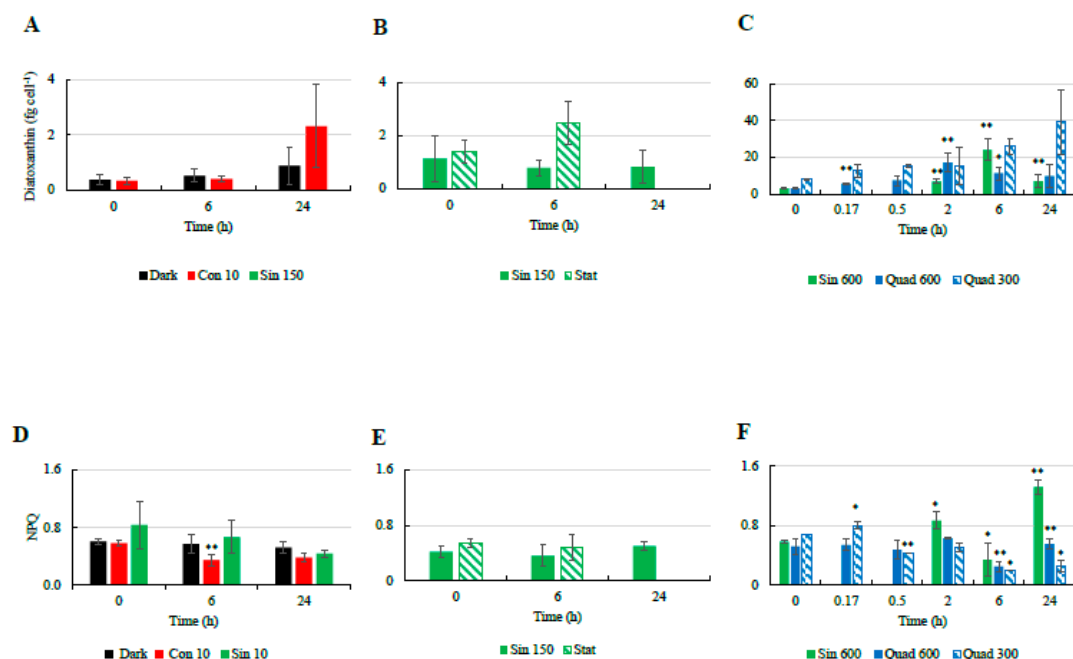 A
Diatoxanthin (fg cell⁻¹)
4
2
0
0 6 24
Time (h)
Dark Con 10 Sin 150
B
4
2
0
0 6 24
Time (h)
Sin 150 Stat
C
60
40
20
0
** ** ** ** * **
0 0.17 0.5 2 6 24
Time (h)
Sin 600 Quad 600 Quad 300
D
NPQ
1.6
0.8
0.0
**
0 6 24
Time (h)
Dark Con 10 Sin 10
E
1.6
0.8
0
0 6 24
Time (h)
Sin 150 Stat
F
1.6
0.8
0
* ** * * ** * ** ** *
0 0.17 0.5 2 6 24
Time (h)
Sin 600 Quad 600 Quad 300